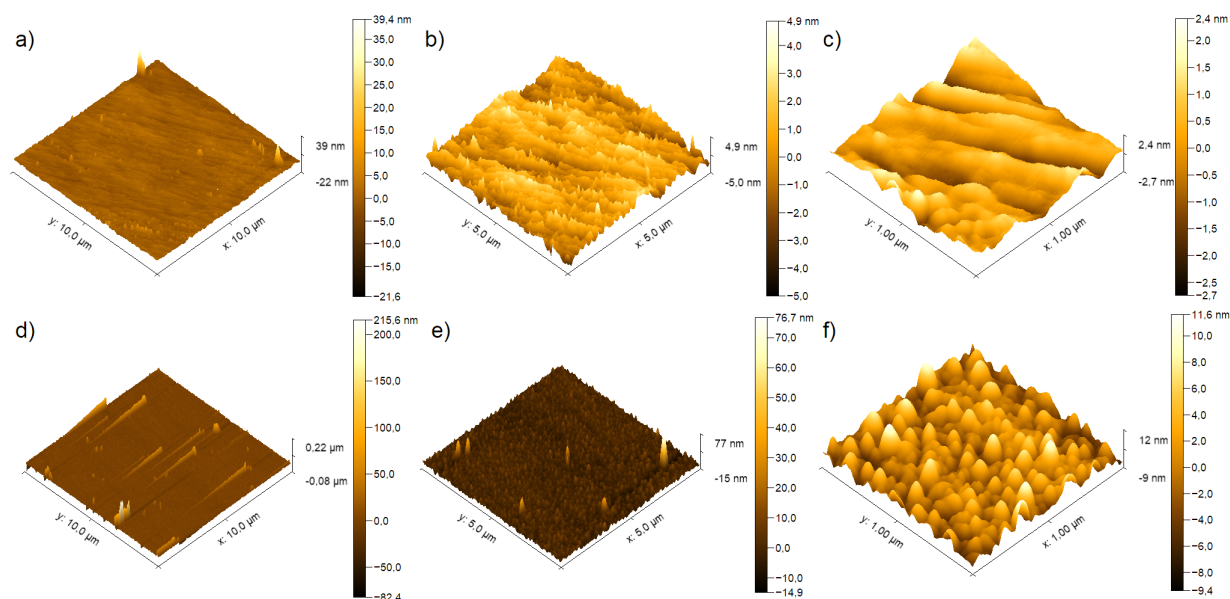 a)
39,4 nm
35,0
30,0
25,0
20,0
15,0
10,0
5,0
0,0
−5,0
−10,0
−15,0
−21,6
39 nm
-22 nm
y: 10.0 µm
x: 10.0 µm
b)
4.9 nm
4,0
3,0
2,0
1,0
0,0
−1,0
−2,0
−3,0
−4,0
−5,0
4.9 nm
-5.0 nm
y: 5.0 µm
x: 5.0 µm
c)
2,4 nm
2,0
1,5
1,0
0,5
0,0
−0,5
−1,0
−1,5
−2,0
−2,5
−2,7
2,4 nm
-2,7 nm
y: 1.00 µm
x: 1.00 µm
d)
215,6 nm
200,0
150,0
100,0
50,0
0,0
−50,0
−82,4
0.22 µm
-0.08 µm
y: 10.0 µm
x: 10.0 µm
e)
76,7 nm
70,0
60,0
50,0
40,0
30,0
20,0
10,0
0,0
−10,0
−14,9
77 nm
-15 nm
y: 5.0 µm
x: 5.0 µm
f)
11,6 nm
10,0
8,0
6,0
4,0
2,0
0,0
−2,0
−4,0
−6,0
−8,0
−9,4
12 nm
-9 nm
y: 1.00 µm
x: 1.00 µm